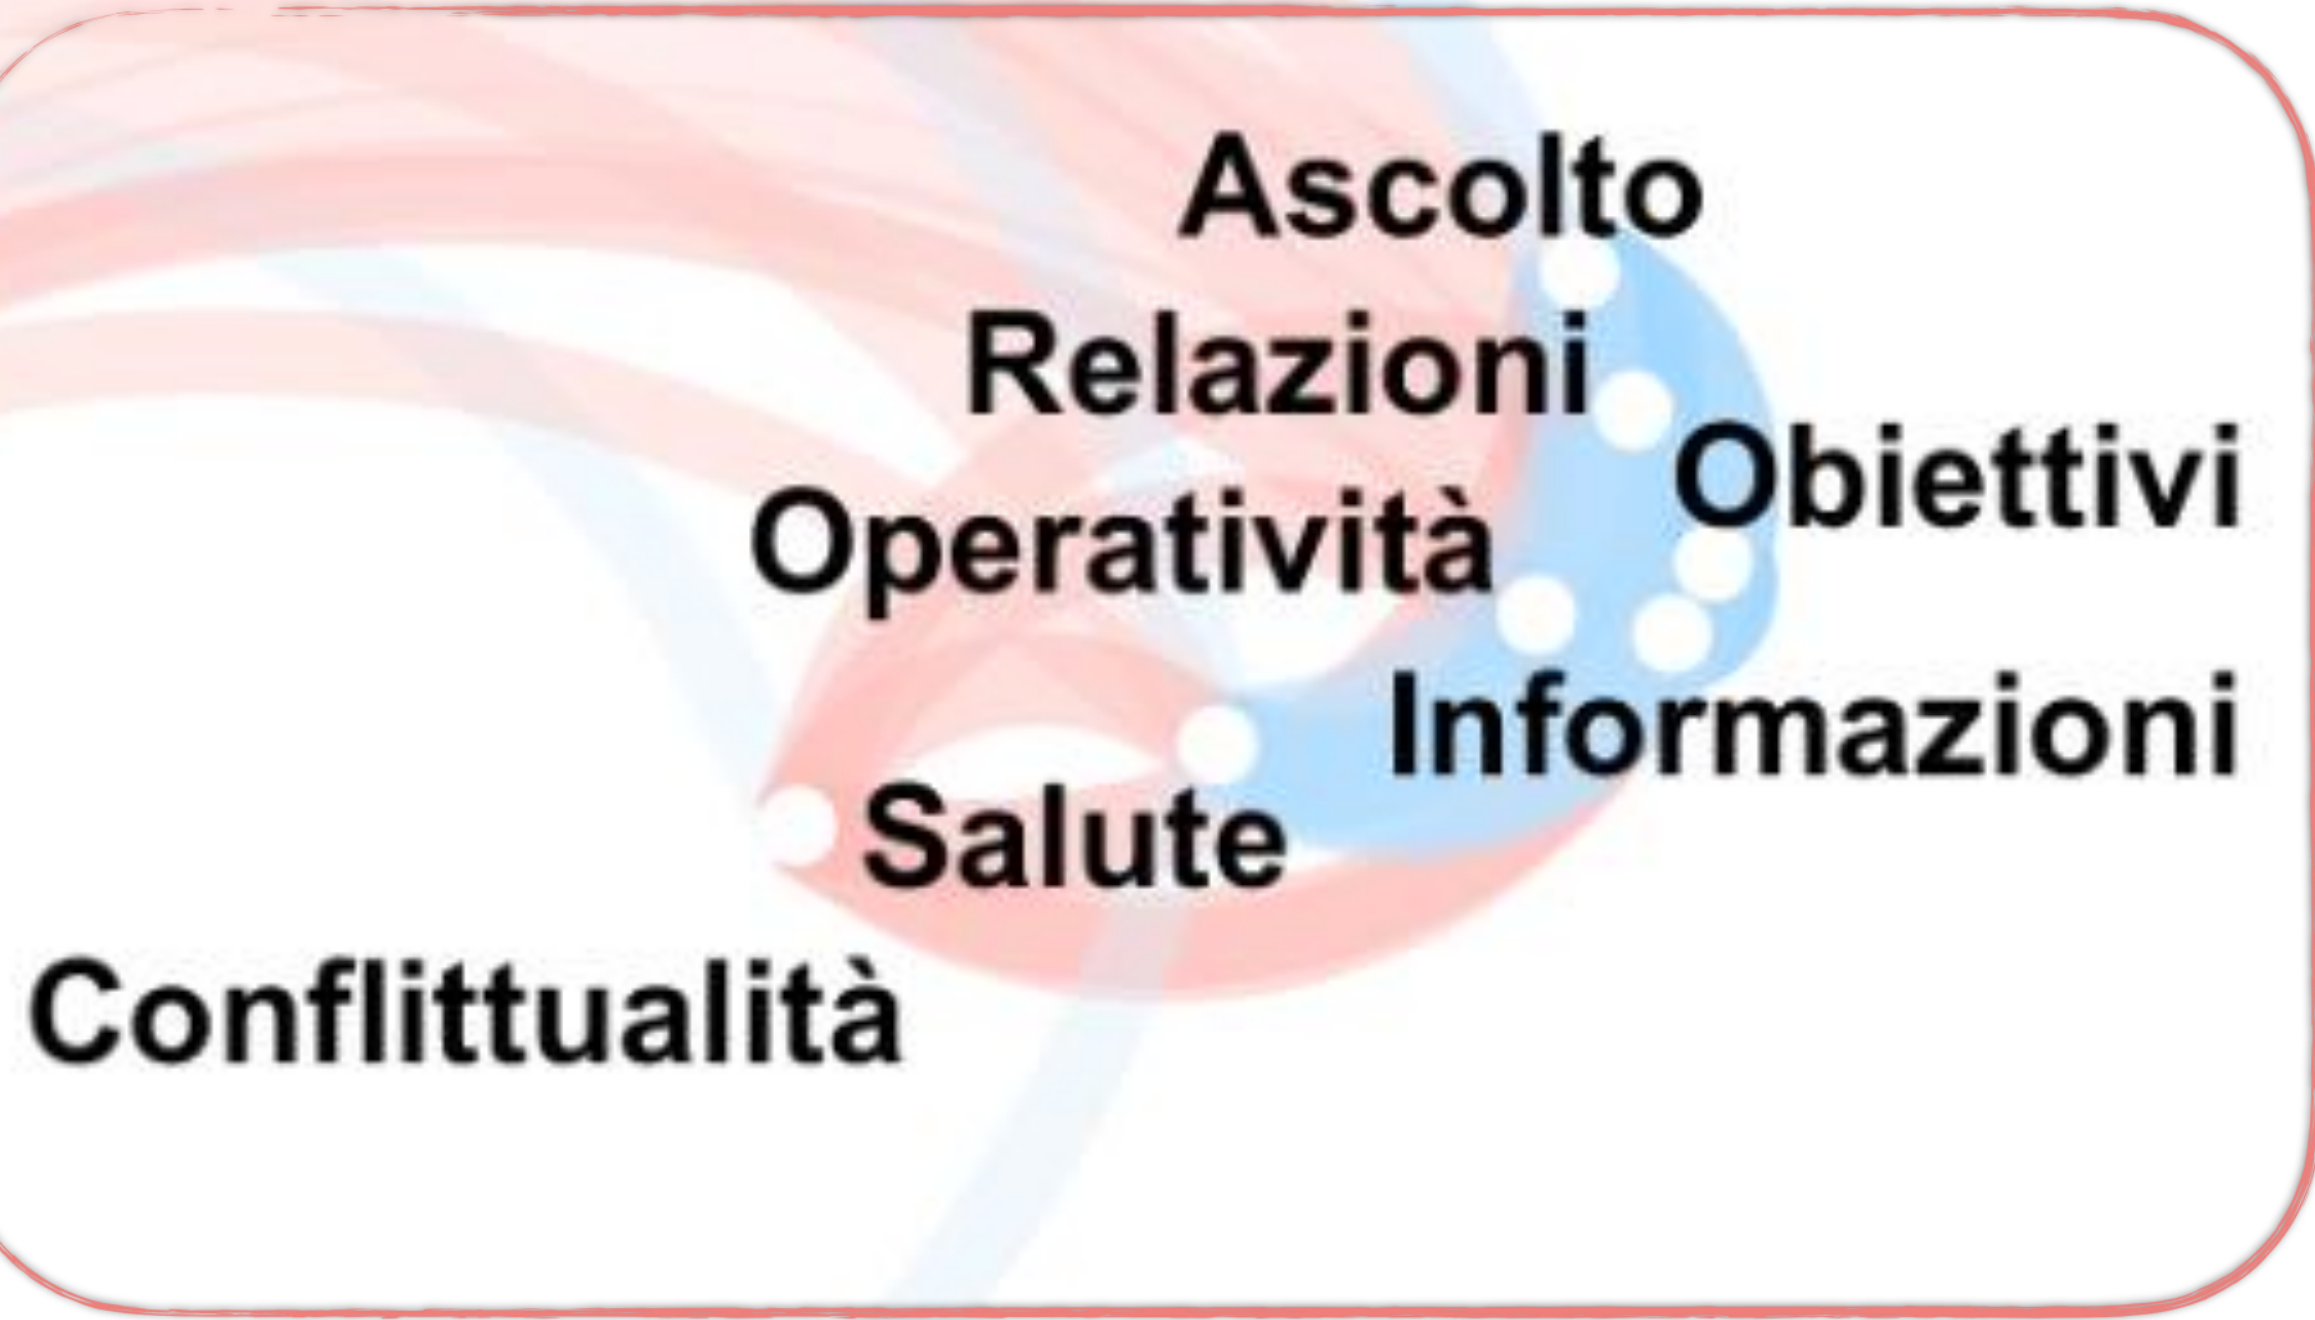 Ascolto
Relazioni
Obiettivi
Operatività
Informazioni
Salute
Conflittualità